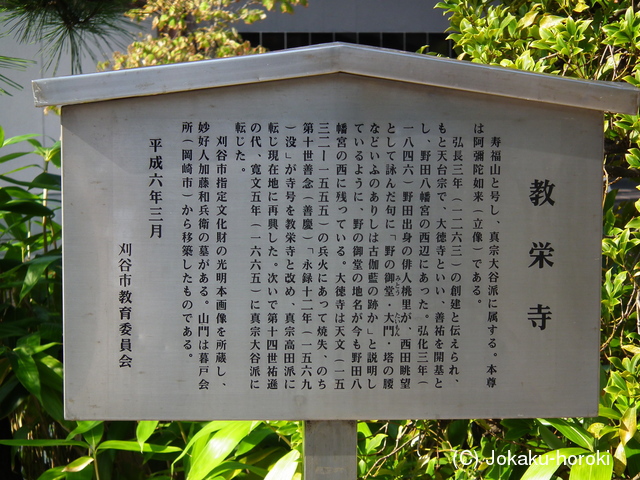 教栄寺
寿福山と号し、真宗大谷派に属する。本尊
は阿彌陀如来(立像)である。
弘長三年(一二六三)の創建と伝えられ、
もと天台宗で、大徳寺といい、善祐を開基と
し、野田八幡宮の西辺にあった。弘化三年(
一八四六)野田出身の俳人桃里が、西田眺望
として詠んだ句に「野の御堂・大門・塔の腰
などいふのありしは古伽藍の跡か」と説明し
ているように、野の御堂の地名が今も野田八
幡宮の西に残っている。大徳寺は天文(一五
三二ー一五五五)の兵火にあって焼失、のち
第十世善念(善慶)「永録十二年(一五六九
)没」が寺号を教栄寺と改め、真宗高田派に
転じ現在地に再興した。次いで第十四世祐通
の代、寛文五年(一六六五)に真宗大谷派に
転じた。
刈谷市指定文化財の光明本画像を所蔵し、
妙好人加藤和兵衛の墓がある。山門は暮戸会
所(岡崎市)から移築したものである。
平成六年三月
刈谷市教育委員会
(C) Jokaku-horoki